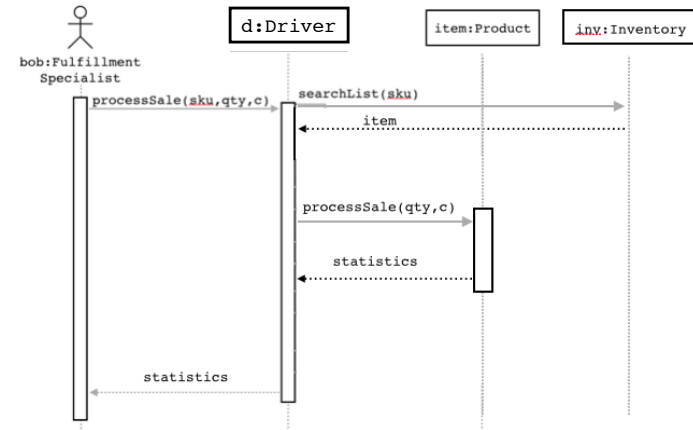 d:Driver
item:Product
inv:Inventory
bob:Fulfillment
Specialist
processSale(sku,qty,c)
searchList(sku)
item
processSale(qty,c)
statistics
statistics